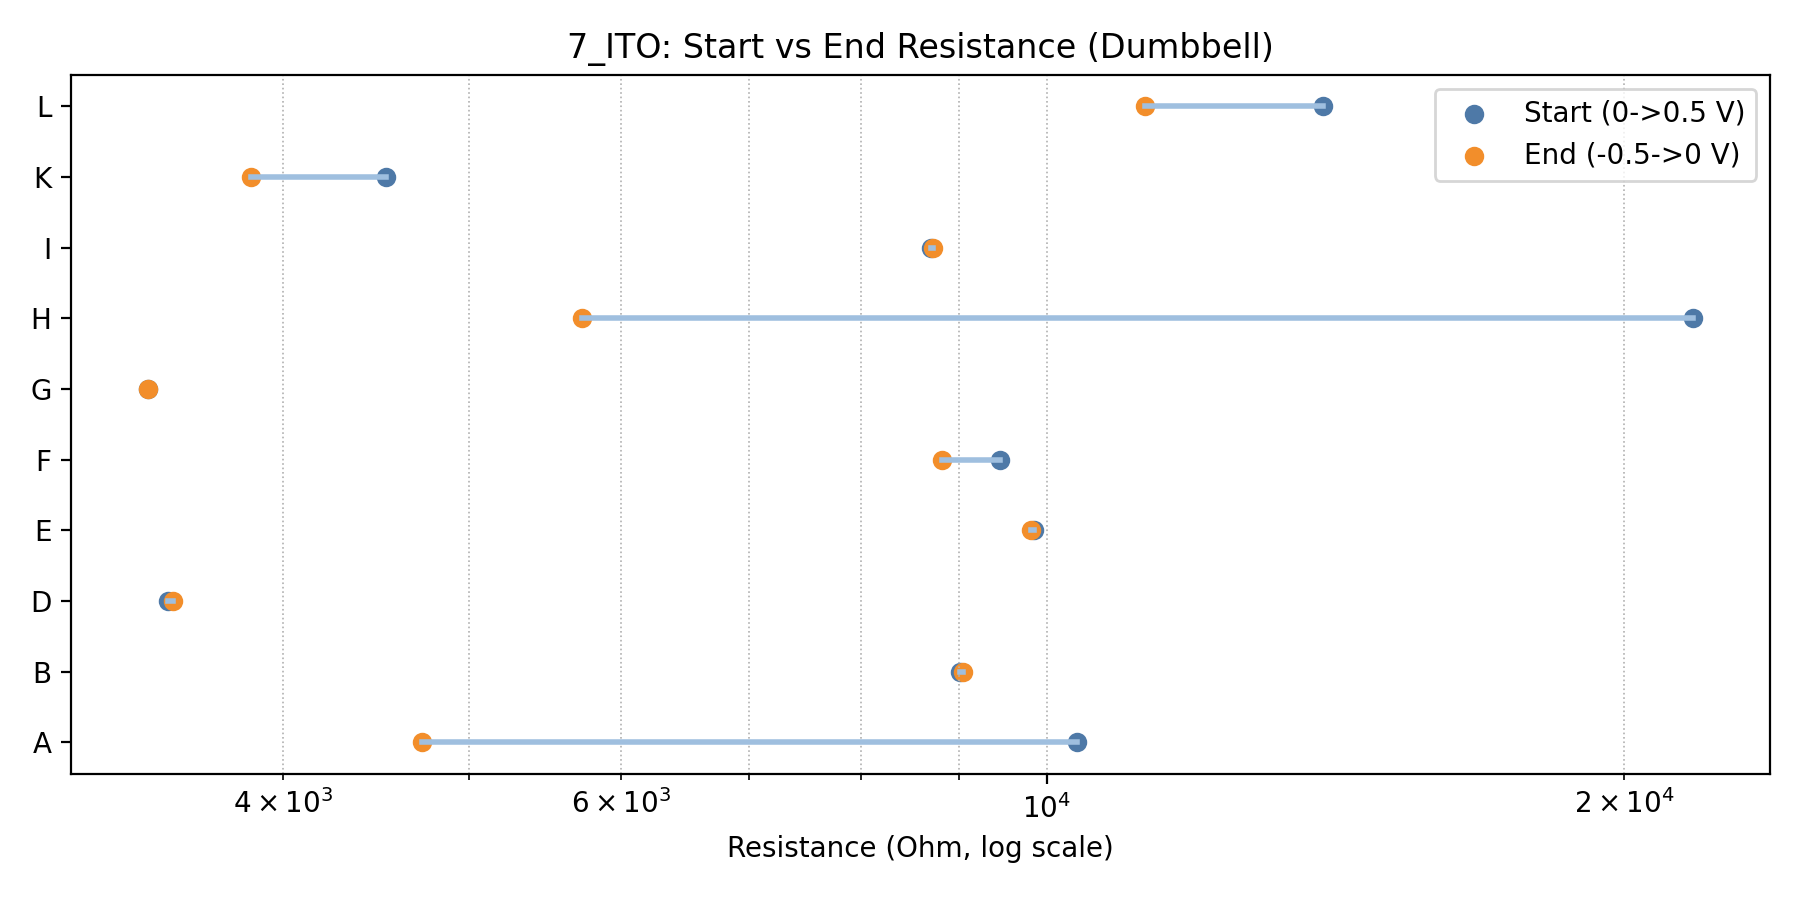 7_ITO: Start vs End Resistance (Dumbbell)
L
K
I
H
G
F
E
D
B
A
Start (0->0.5 V)
End (-0.5->0 V)
4 × 10³
6 × 10³
10⁴
2 × 10⁴
Resistance (Ohm, log scale)